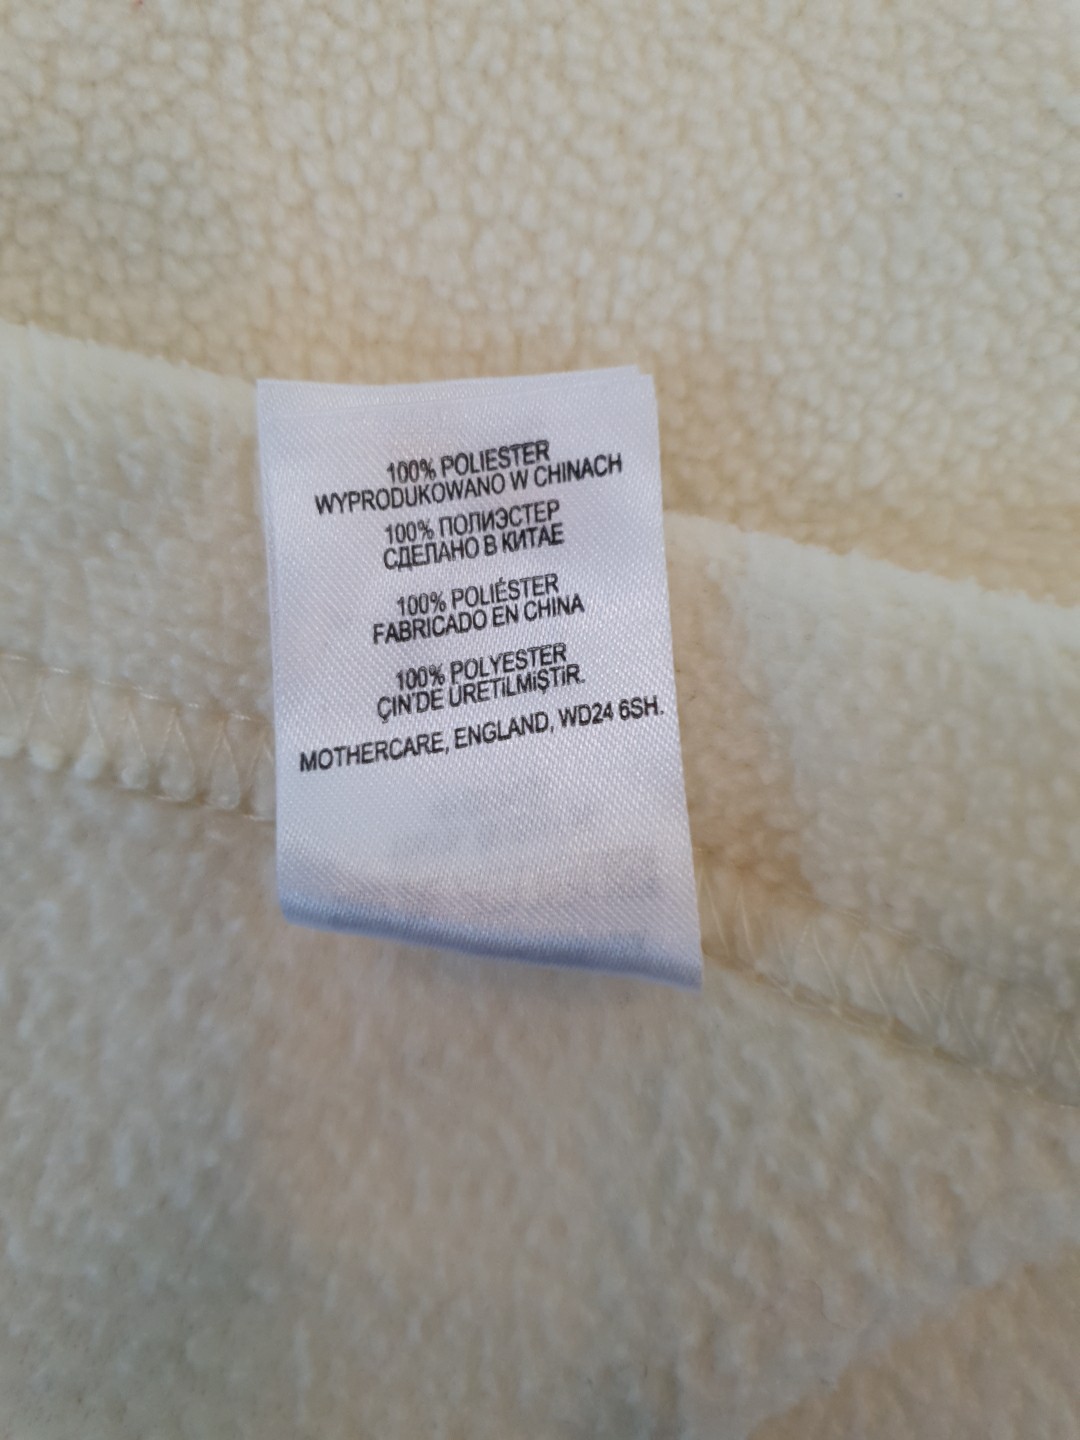 100% POLIESTER
WYPRODUKOWANO W CHINACH
100% ПОЛИЭСТЕР
СДЕЛАНО В КИТАЕ
100% POLIÉSTER
FABRICADO EN CHINA
100% POLYESTER
ÇIN'DE URETiLMiŞTiR.
MOTHERCARE, ENGLAND, WD24 6SH.